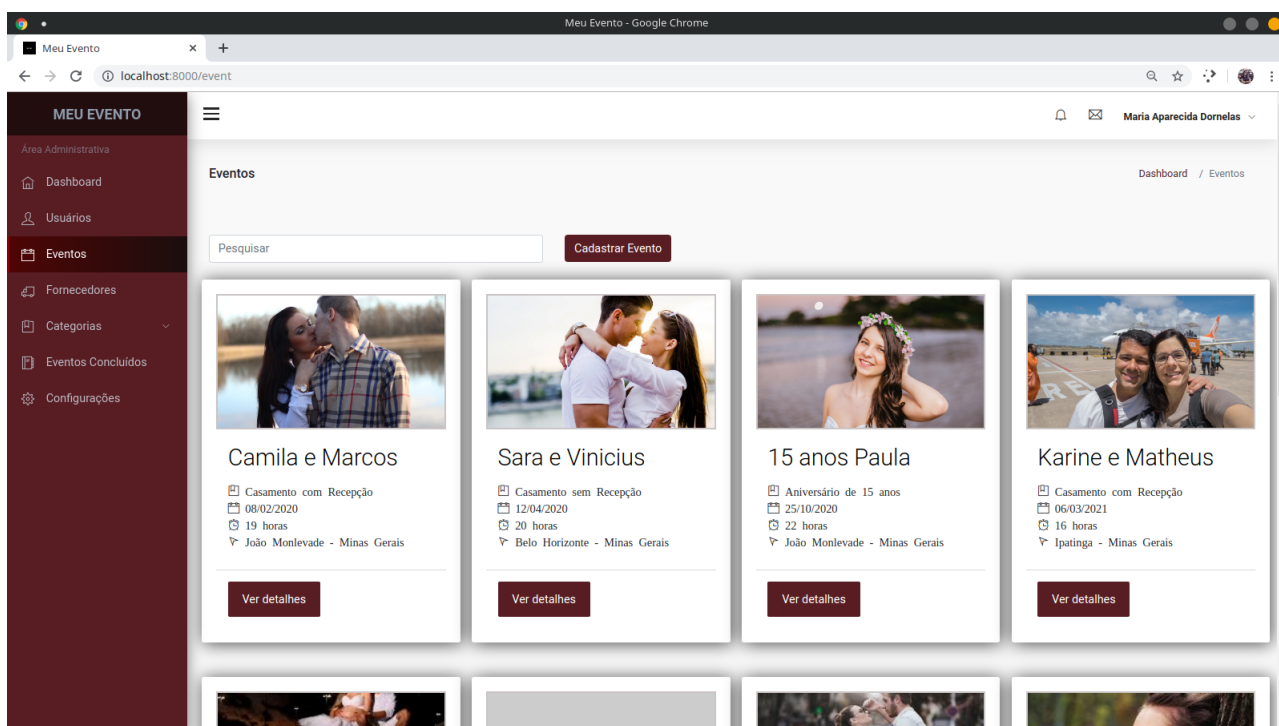 Meu Evento - Google Chrome
Meu Evento
localhost:8000/event
MEU EVENTO
Maria Aparecida Dornelas
Área Administrativa
Dashboard
Usuários
Eventos
Fornecedores
Categorias
Eventos Concluídos
Configurações
Eventos
Dashboard / Eventos
Pesquisar
Cadastrar Evento
Camila e Marcos
Casamento com Recepção
08/02/2020
19 horas
João Monlevade - Minas Gerais
Ver detalhes
Sara e Vinicius
Casamento sem Recepção
12/04/2020
20 horas
Belo Horizonte - Minas Gerais
Ver detalhes
15 anos Paula
Aniversário de 15 anos
25/10/2020
22 horas
João Monlevade - Minas Gerais
Ver detalhes
Karine e Matheus
Casamento com Recepção
06/03/2021
16 horas
Ipatinga - Minas Gerais
Ver detalhes